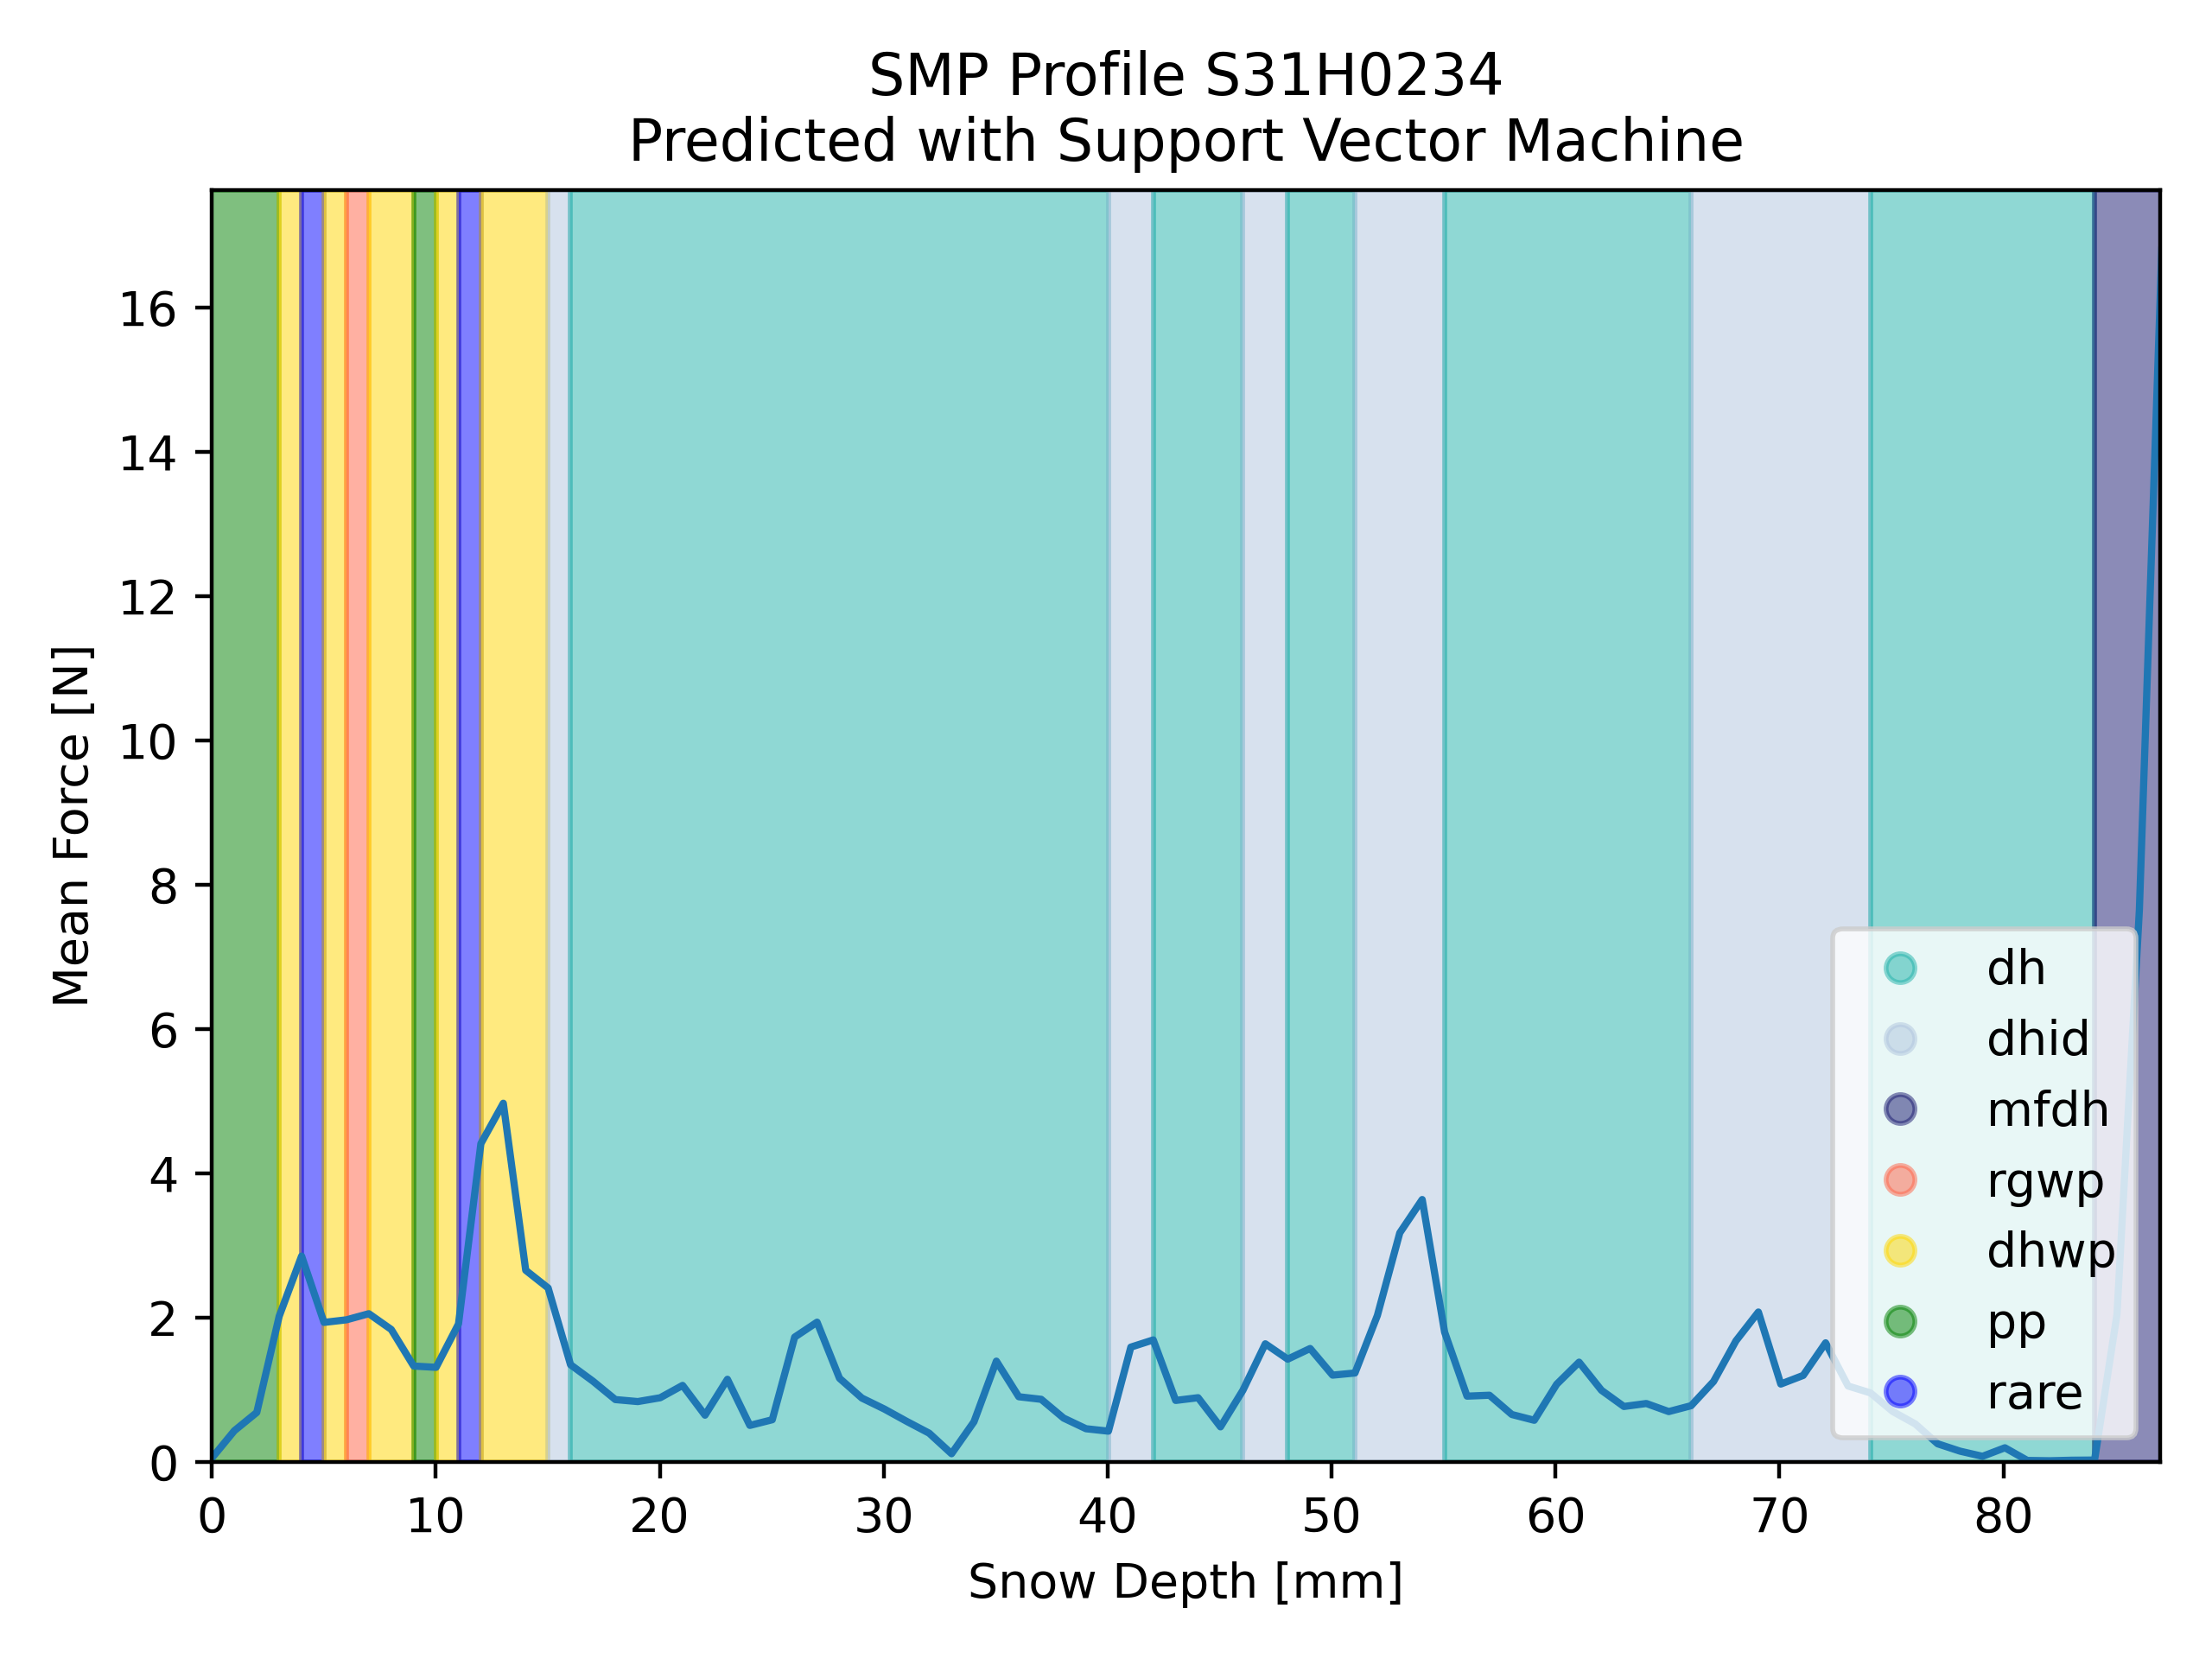 SMP Profile S31H0234
Predicted with Support Vector Machine
Mean Force [N]
16
14
12
10
8
6
4
2
0
dh
dhid
mfdh
rgwp
dhwp
pp
rare
0 10 20 30 40 50 60 70 80
Snow Depth [mm]